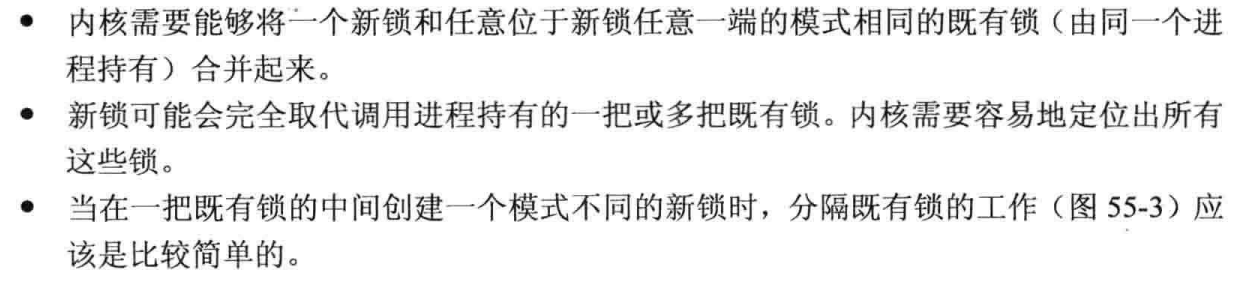 ● 内核需要能够将一个新锁和任意位于新锁任意一端的模式相同的既有锁（由同一个进
程持有）合并起来。
● 新锁可能会完全取代调用进程持有的一把或多把既有锁。内核需要容易地定位出所有
这些锁。
● 当在一把既有锁的中间创建一个模式不同的新锁时，分隔既有锁的工作（图 55-3）应
该是比较简单的。